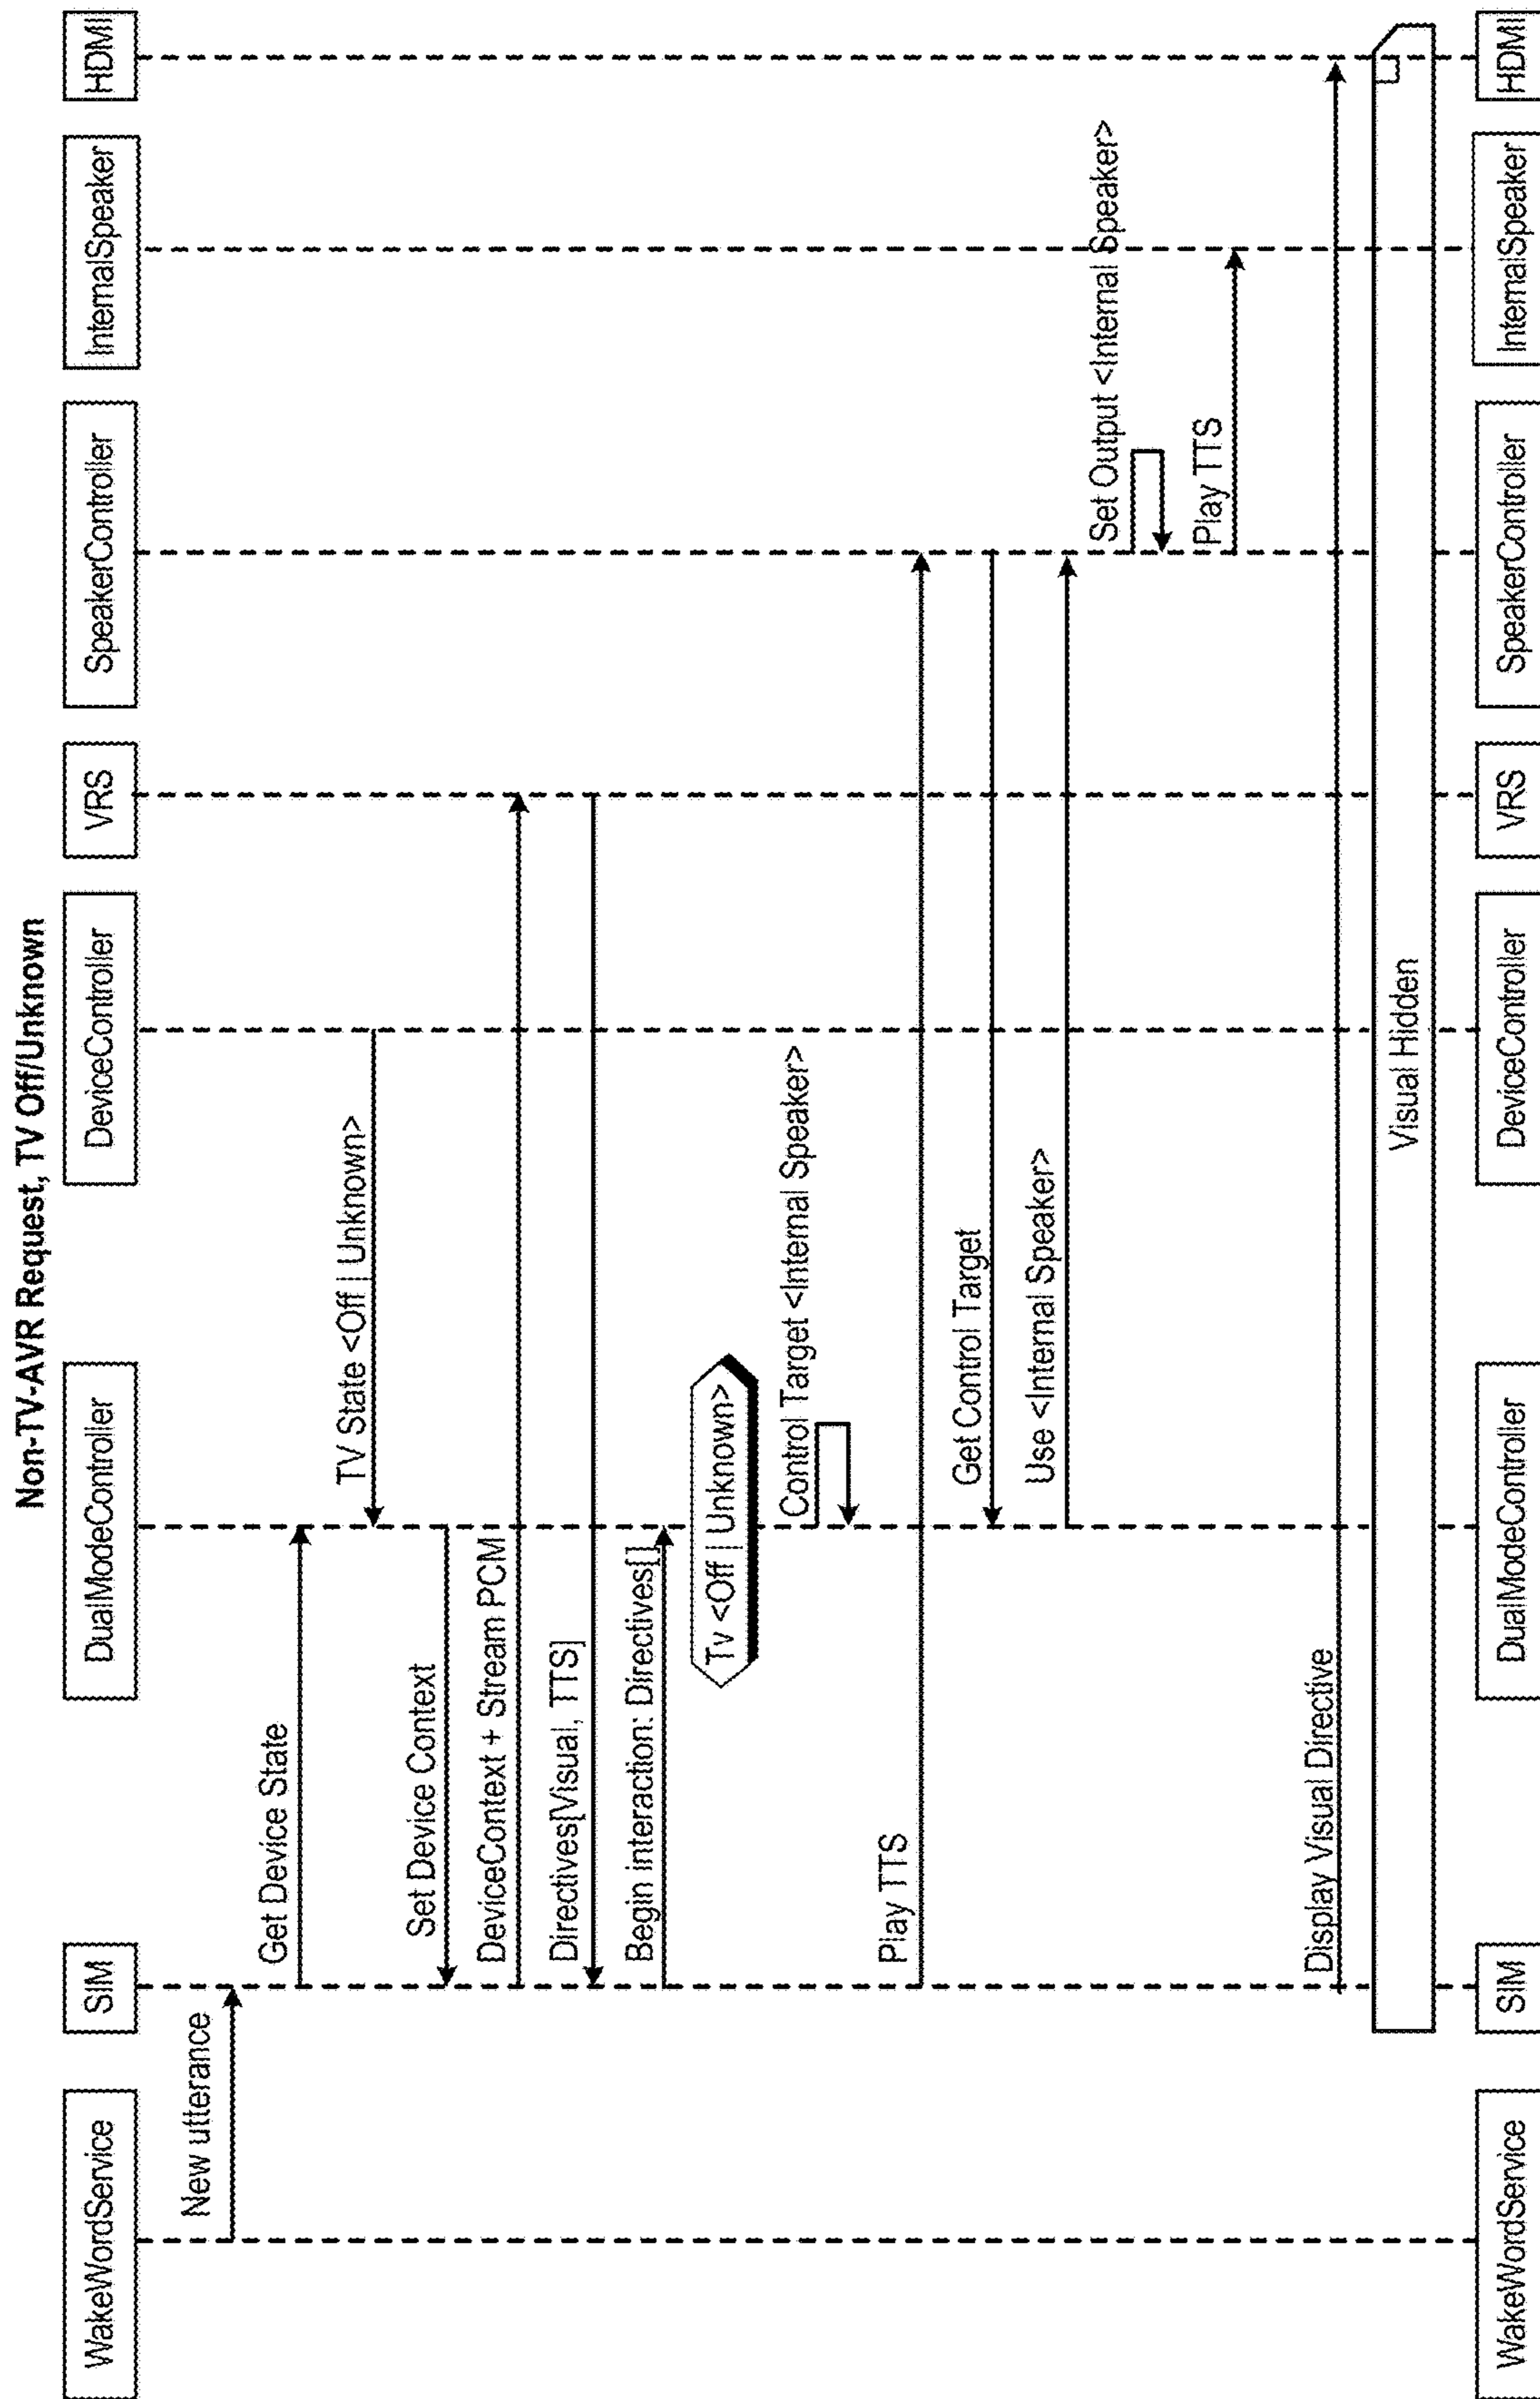 Non-TV-AVR Request, TV Off/Unknown
WakeWordService
SIM
DualModeController
DeviceController
VRS
SpeakerController
InternalSpeaker
HDMI
New utterance
Get Device State
TV State <Off | Unknown>
Set Device Context
DeviceContext + Stream PCM
Directives[Visual, TTS]
Begin interaction: Directives[]
Tv <Off | Unknown>
Control Target <Internal Speaker>
Play TTS
Get Control Target
Use <Internal Speaker>
Set Output <Internal Speaker>
Play TTS
Display Visual Directive
Visual Hidden
WakeWordService
SIM
DualModeController
DeviceController
VRS
SpeakerController
InternalSpeaker
HDMI